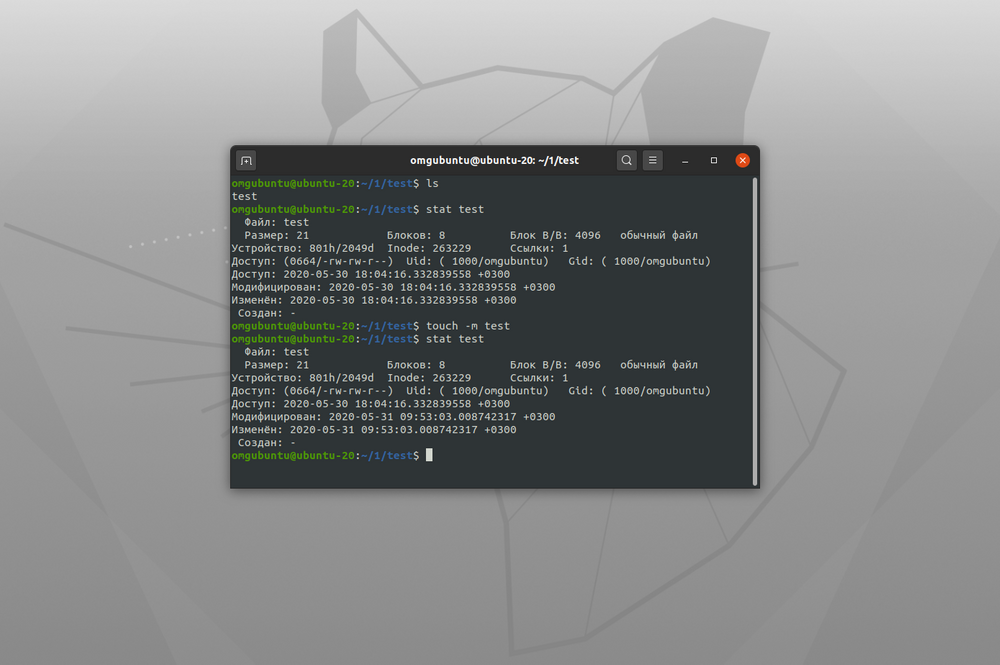 omgubuntu@ubuntu-20: ~/1/test
omgubuntu@ubuntu-20:~/1/test$ ls
test
omgubuntu@ubuntu-20:~/1/test$ stat test
  Файл: test
  Размер: 21            Блоков: 8          Блок В/В: 4096   обычный файл
Устройство: 801h/2049d  Inode: 263229      Ссылки: 1
Доступ: (0664/-rw-rw-r--)  Uid: ( 1000/omgubuntu)   Gid: ( 1000/omgubuntu)
Доступ: 2020-05-30 18:04:16.332839558 +0300
Модифицирован: 2020-05-30 18:04:16.332839558 +0300
Изменён: 2020-05-30 18:04:16.332839558 +0300
 Создан: -
omgubuntu@ubuntu-20:~/1/test$ touch -m test
omgubuntu@ubuntu-20:~/1/test$ stat test
  Файл: test
  Размер: 21            Блоков: 8          Блок В/В: 4096   обычный файл
Устройство: 801h/2049d  Inode: 263229      Ссылки: 1
Доступ: (0664/-rw-rw-r--)  Uid: ( 1000/omgubuntu)   Gid: ( 1000/omgubuntu)
Доступ: 2020-05-30 18:04:16.332839558 +0300
Модифицирован: 2020-05-31 09:53:03.008742317 +0300
Изменён: 2020-05-31 09:53:03.008742317 +0300
 Создан: -
omgubuntu@ubuntu-20:~/1/test$